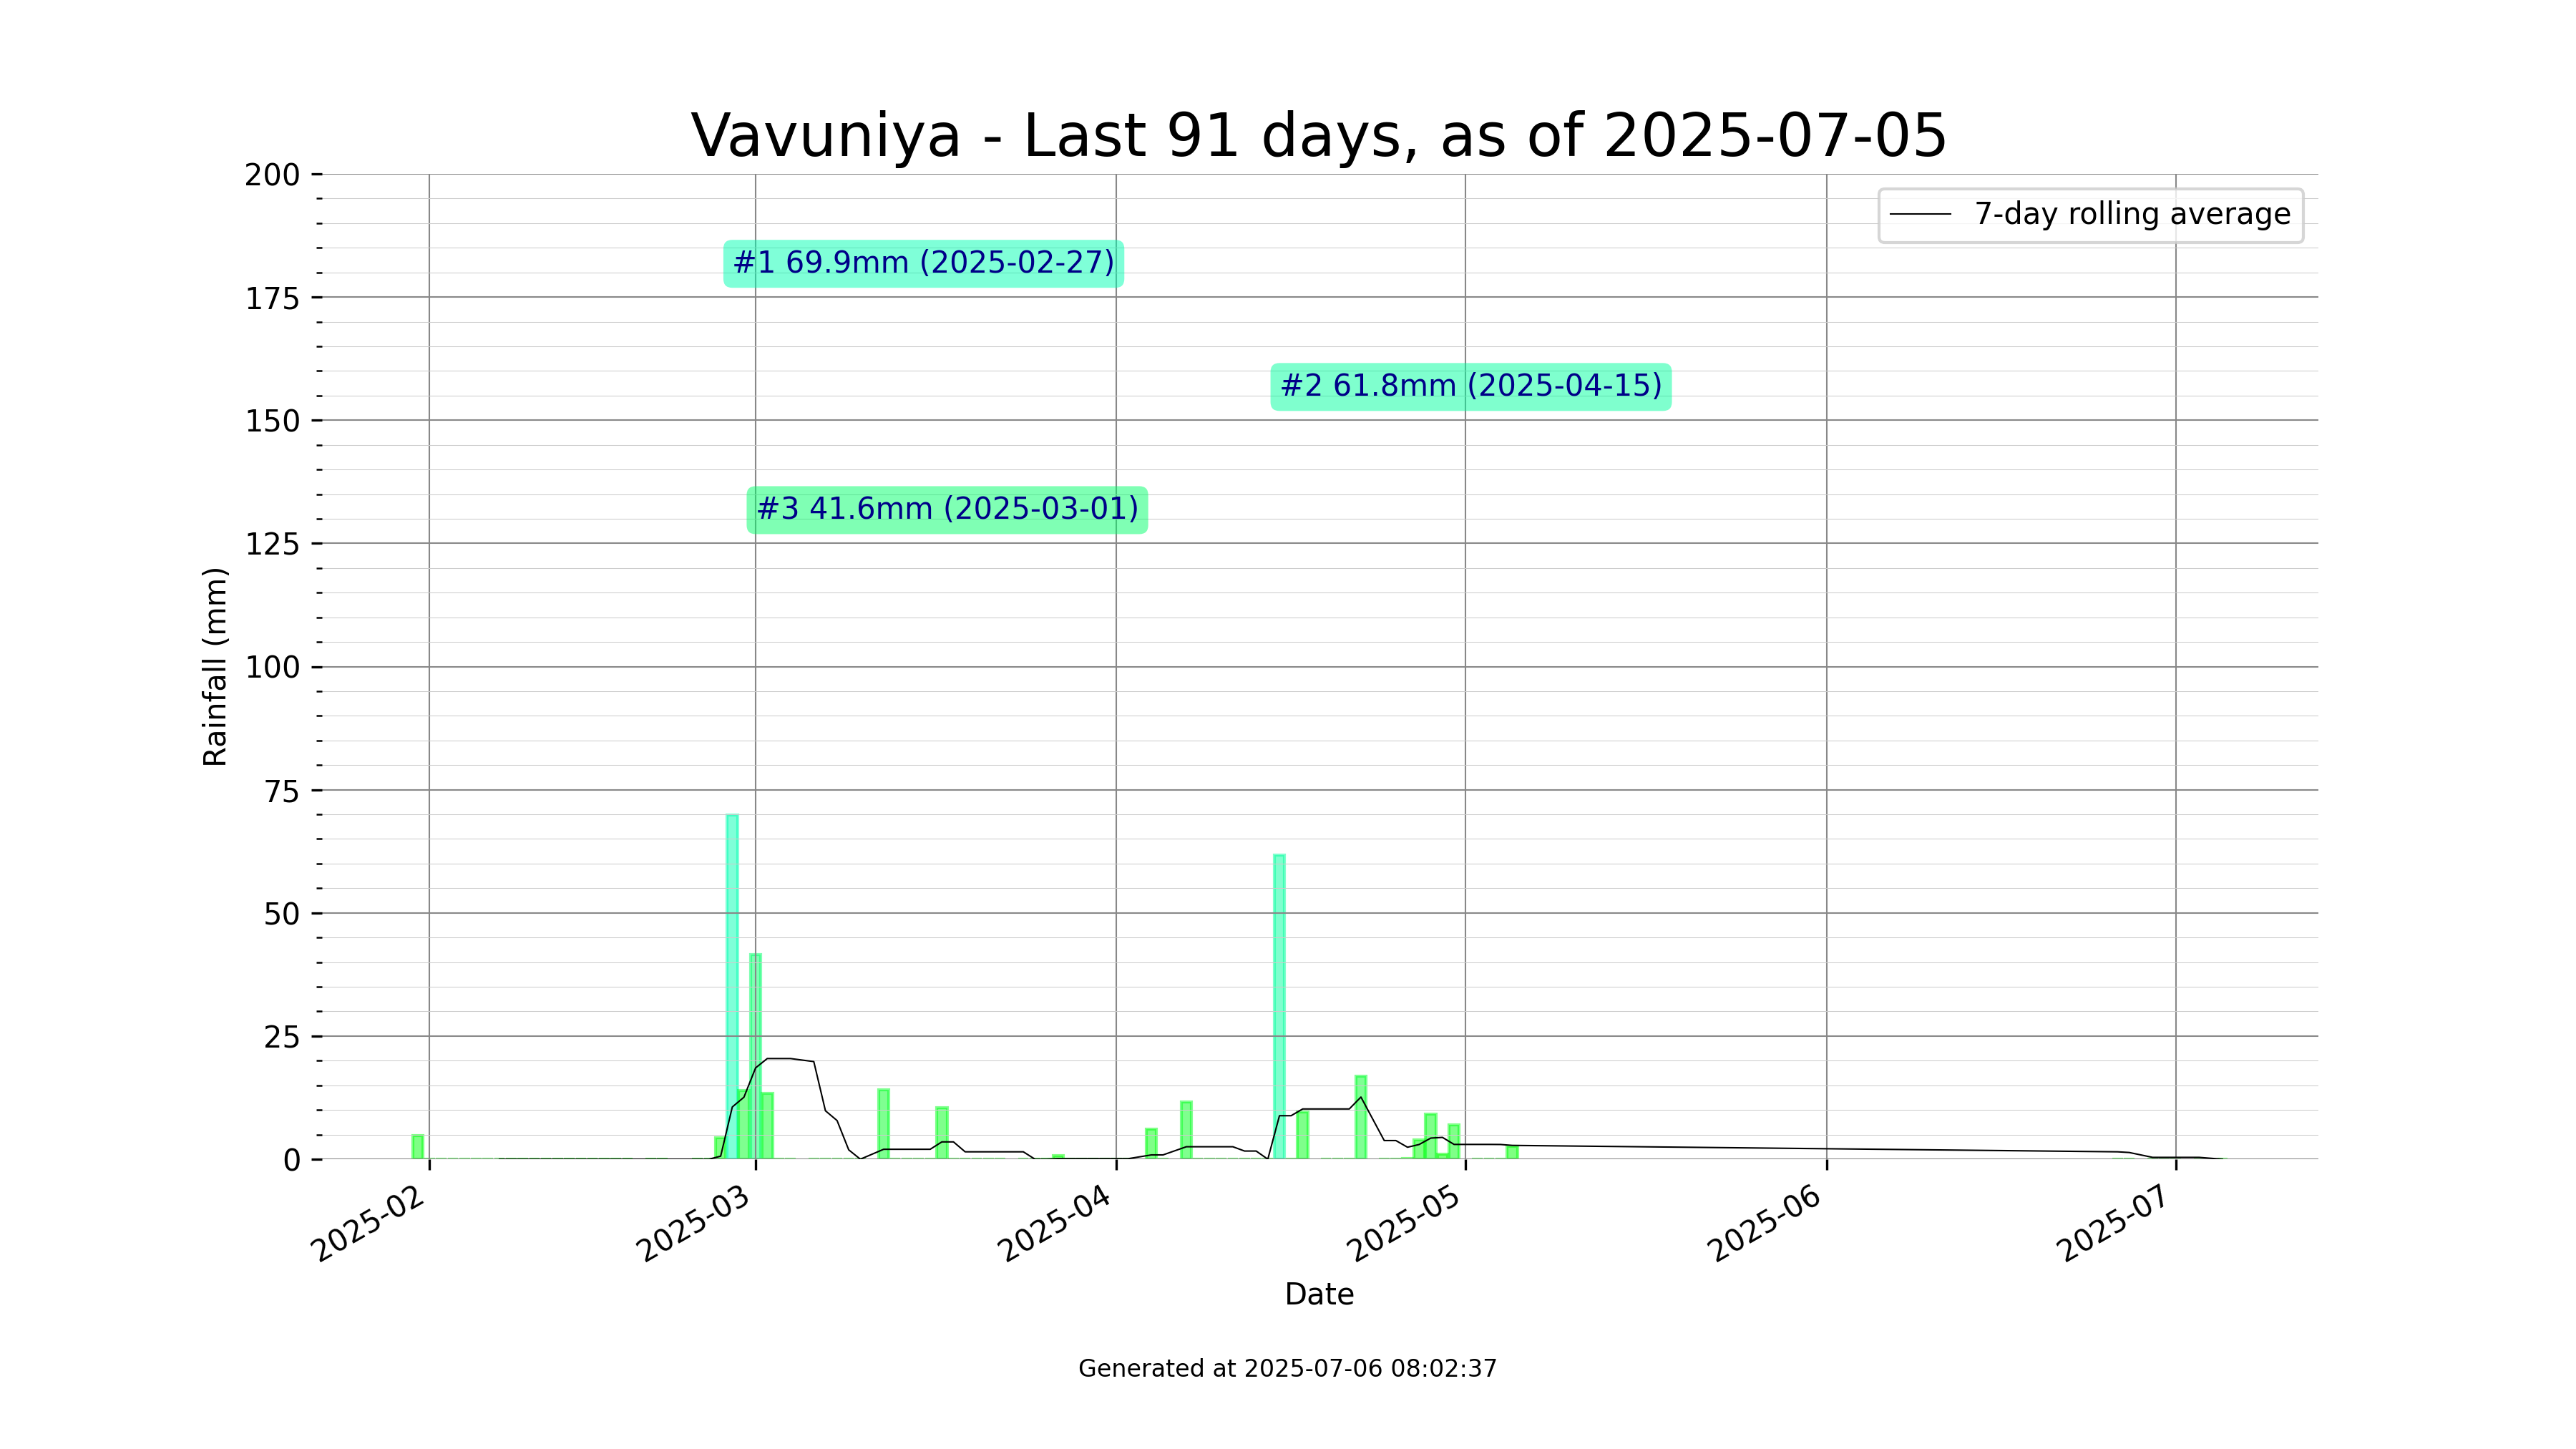 Vavuniya - Last 91 days, as of 2025-07-05
200
175
150
125
100
75
50
25
0
Rainfall (mm)
7-day rolling average
#1 69.9mm (2025-02-27)
#2 61.8mm (2025-04-15)
#3 41.6mm (2025-03-01)
2025-02
2025-03
2025-04
2025-05
2025-06
2025-07
Date
Generated at 2025-07-06 08:02:37